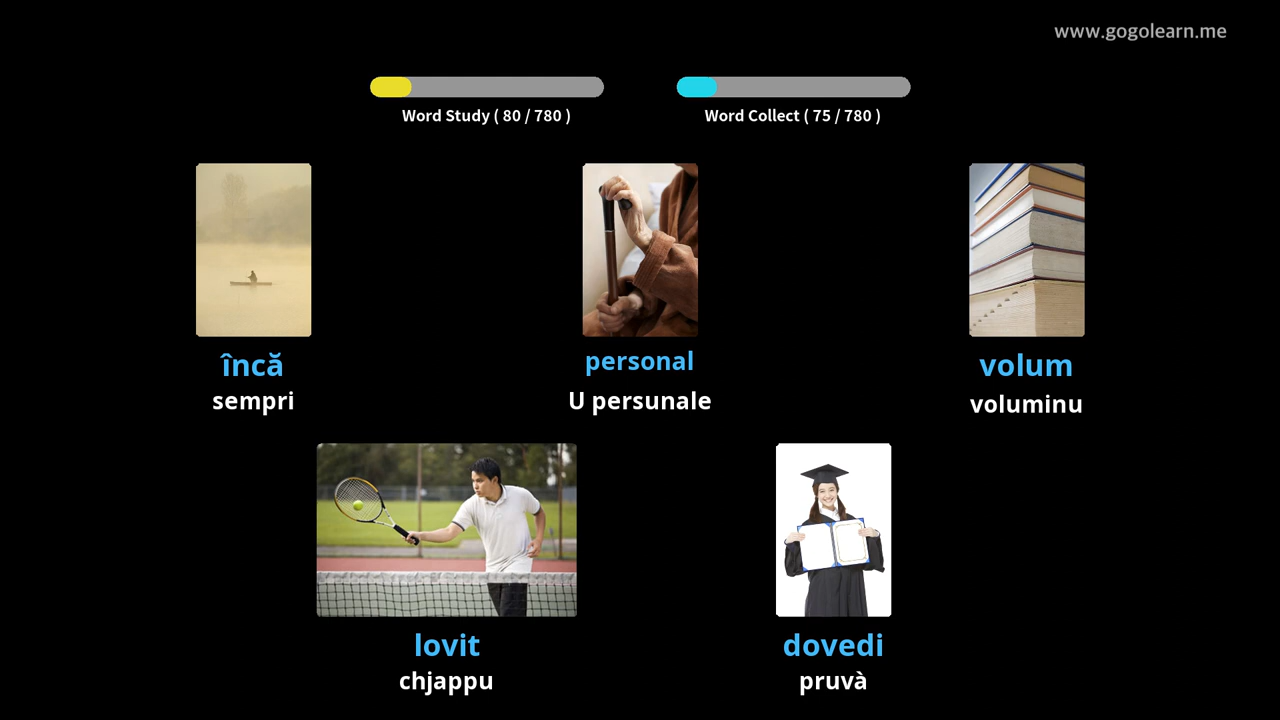 www.gogolearn.me
Word Study ( 80 / 780 )
Word Collect ( 75 / 780 )
încă
sempri
personal
U persunale
volum
voluminu
lovit
chjappu
dovedi
pruvà